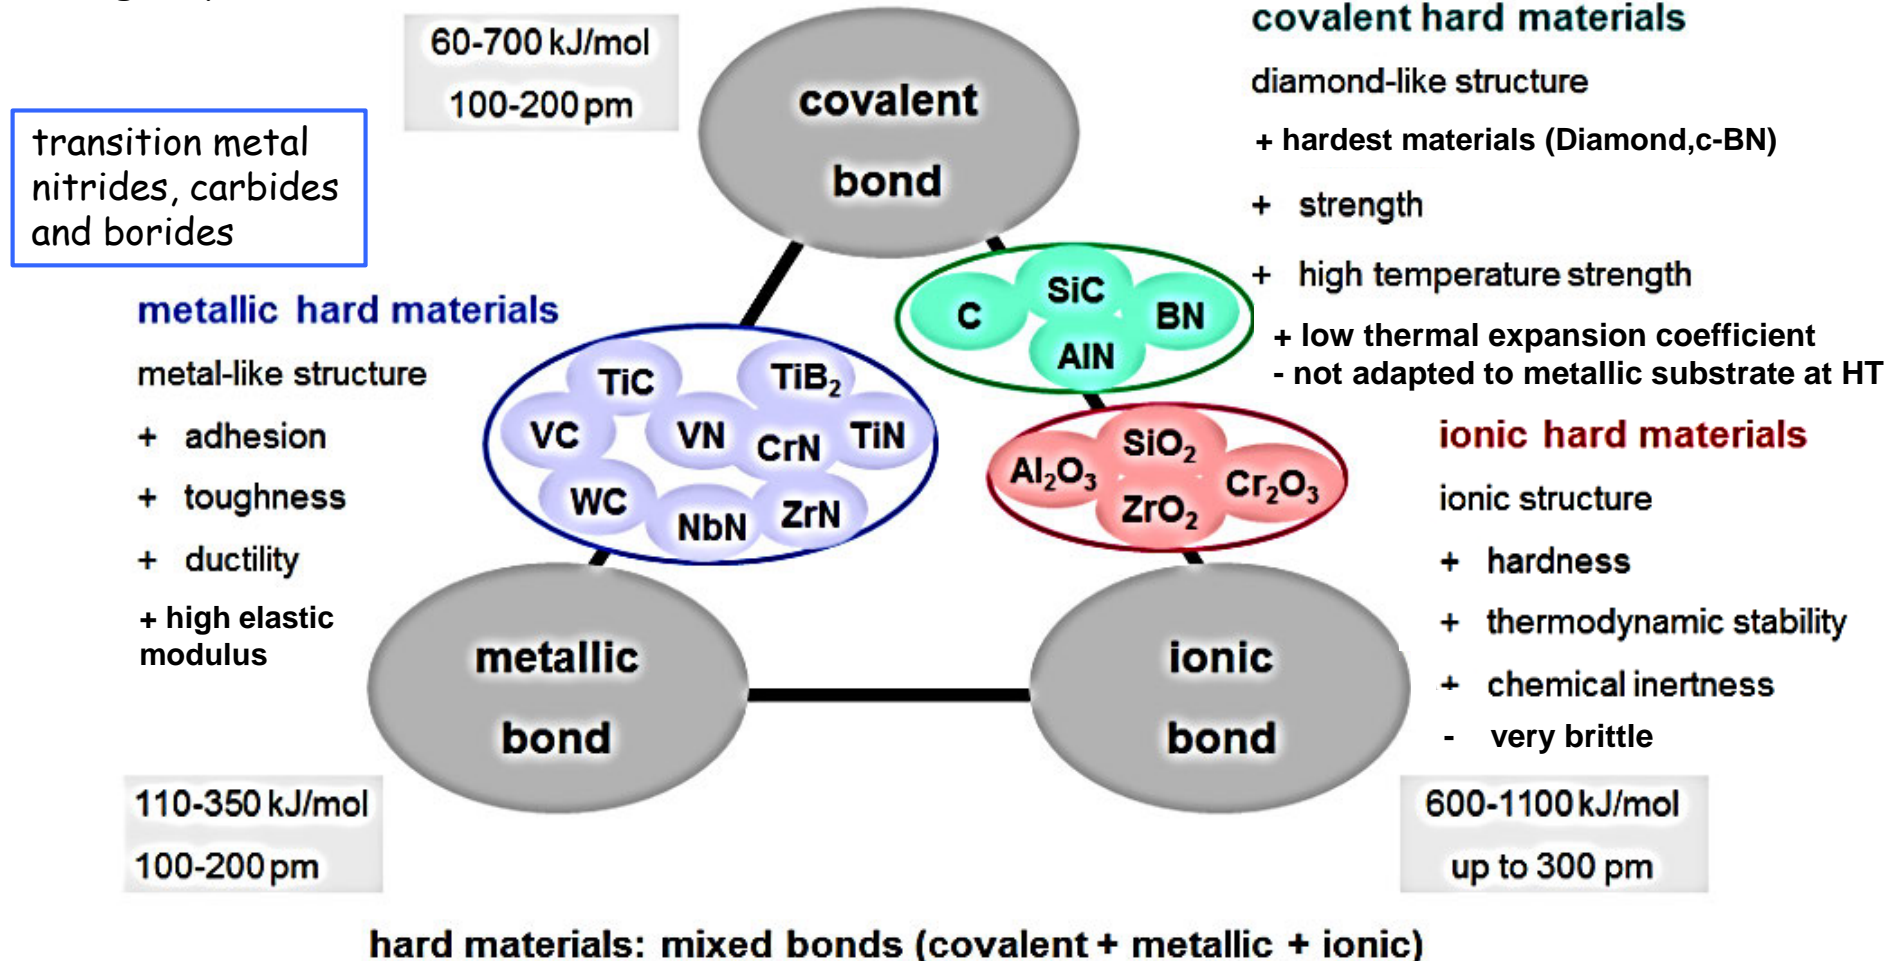 60-700 kJ/mol
100-200 pm
covalent
bond
covalent hard materials
diamond-like structure
+ hardest materials (Diamond,c-BN)
+ strength
+ high temperature strength
+ low thermal expansion coefficient
- not adapted to metallic substrate at HT
transition metal
nitrides, carbides
and borides
metallic hard materials
metal-like structure
+ adhesion
+ toughness
+ ductility
+ high elastic
modulus
TiC
TiB₂
VC
VN
CrN
TiN
WC
NbN
ZrN
C
SiC
BN
AlN
Al₂O₃
SiO₂
ZrO₂
Cr₂O₃
ionic hard materials
ionic structure
+ hardness
+ thermodynamic stability
+ chemical inertness
- very brittle
metallic
bond
ionic
bond
110-350 kJ/mol
100-200 pm
600-1100 kJ/mol
up to 300 pm
hard materials: mixed bonds (covalent + metallic + ionic)